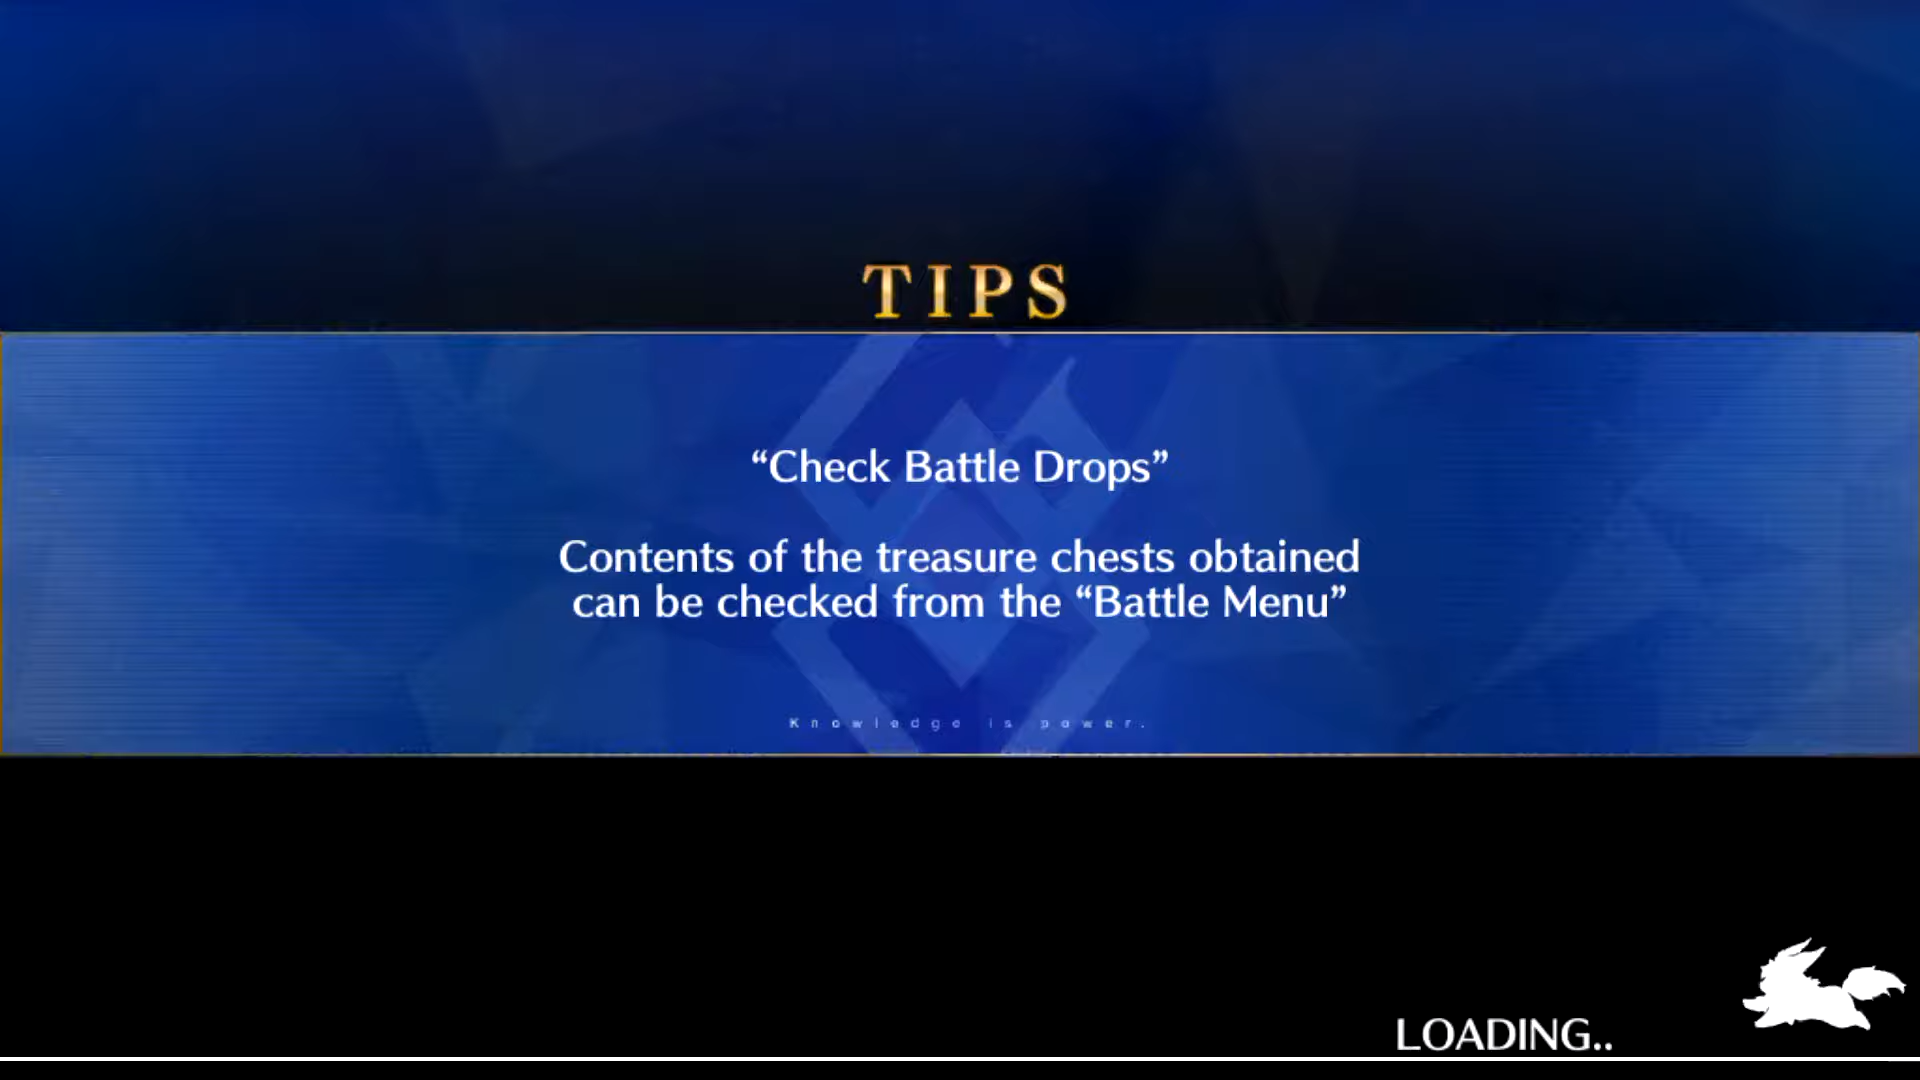 TIPS
“Check Battle Drops”
Contents of the treasure chests obtained
can be checked from the “Battle Menu”
Knowledge is power.
LOADING..